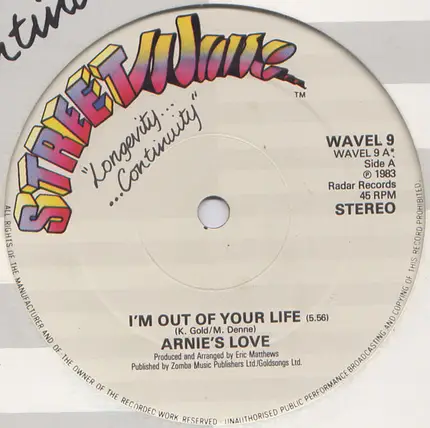 STREET Wave
TM
"Longevity...
...Continuity"
WAVEL 9
WAVEL 9 A*
Side A
℗ 1983
Radar Records
45 RPM
STEREO
I'M OUT OF YOUR LIFE (5.56)
(K. Gold/M. Denne)
ARNIE'S LOVE
Produced and Arranged by Eric Matthews
Published by Zomba Music Publishers Ltd/Goldsongs Ltd.
ALL RIGHTS OF THE MANUFACTURER AND OF THE OWNER OF THE RECORDED WORK RESERVED · UNAUTHORISED PUBLIC PERFORMANCE BROADCASTING AND COPYING OF THIS RECORD PROHIBITED.